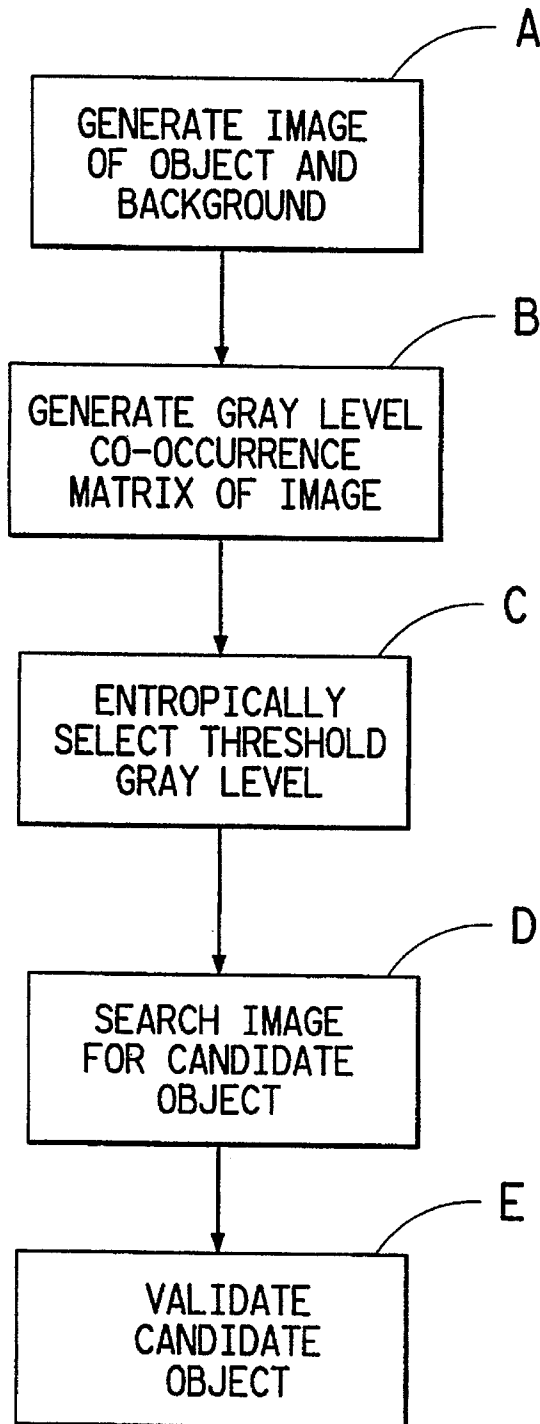 A
GENERATE IMAGE
OF OBJECT AND
BACKGROUND
B
GENERATE GRAY LEVEL
CO-OCCURRENCE
MATRIX OF IMAGE
C
ENTROPICALLY
SELECT THRESHOLD
GRAY LEVEL
D
SEARCH IMAGE
FOR CANDIDATE
OBJECT
E
VALIDATE
CANDIDATE
OBJECT